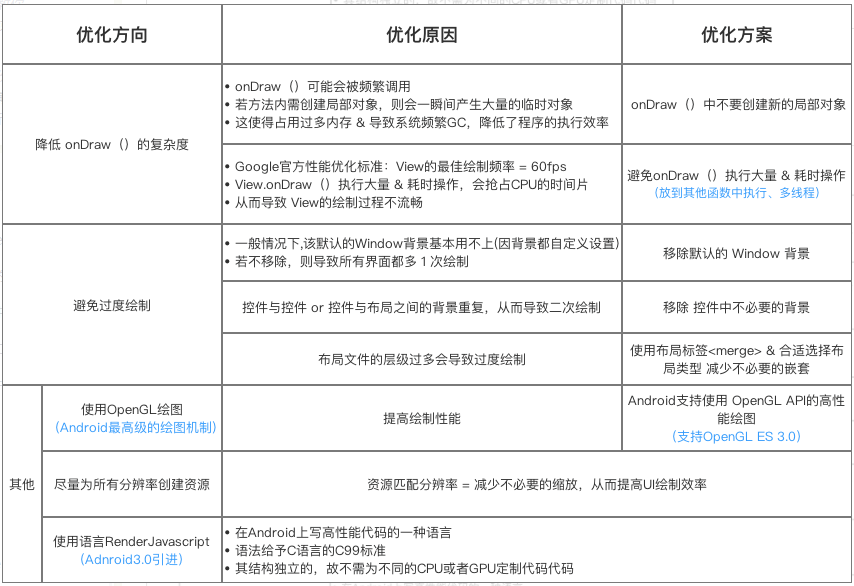 优化方向
优化原因
优化方案
降低 onDraw（）的复杂度
• onDraw（）可能会被频繁调用
• 若方法内需创建局部对象，则会一瞬间产生大量的临时对象
• 这使得占用过多内存 & 导致系统频繁GC，降低了程序的执行效率
onDraw（）中不要创建新的局部对象
• Google官方性能优化标准：View的最佳绘制频率 = 60fps
• View.onDraw（）执行大量 & 耗时操作，会抢占CPU的时间片
• 从而导致 View的绘制过程不流畅
避免onDraw（）执行大量 & 耗时操作
（放到其他函数中执行、多线程）
避免过度绘制
• 一般情况下,该默认的Window背景基本用不上(因背景都自定义设置)
• 若不移除，则导致所有界面都多 1 次绘制
移除默认的 Window 背景
控件与控件 or 控件与布局之间的背景重复，从而导致二次绘制
移除 控件中不必要的背景
布局文件的层级过多会导致过度绘制
使用布局标签<merge> & 合适选择布
局类型 减少不必要的嵌套
其他
使用OpenGL绘图
（Android最高级的绘图机制）
提高绘制性能
Android支持使用 OpenGL API的高性
能绘图
（支持OpenGL ES 3.0）
尽量为所有分辨率创建资源
资源匹配分辨率 = 减少不必要的缩放，从而提高UI绘制效率
使用语言RenderJavascript
（Adnroid3.0引进）
• 在Android上写高性能代码的一种语言
• 语法给予C语言的C99标准
• 其结构独立的，故不需为不同的CPU或者GPU定制代码代码